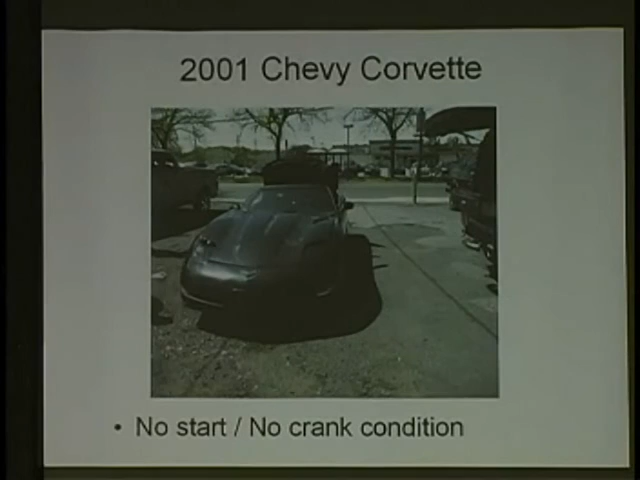 2001 Chevy Corvette
• No start / No crank condition